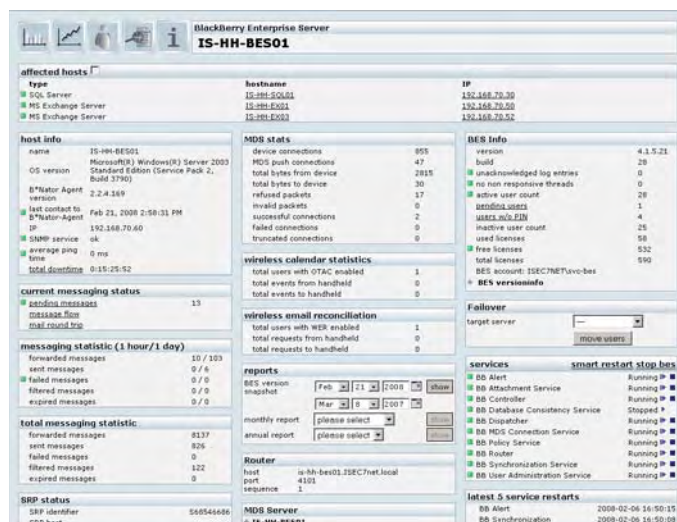 BlackBerry Enterprise Server
IS-HH-BES01
affected hosts
type hostname IP
SQL Server IS-HH-SQL01 192.168.70.30
MS Exchange Server IS-HH-EX01 192.168.70.50
MS Exchange Server IS-HH-EX03 192.168.70.52
host info
name IS-HH-BES01
OS version Microsoft(R) Windows(R) Server 2003 Standard Edition (Service Pack 2, Build 3790)
B*Nator Agent version 2.2.4.169
last contact to B*Nator-Agent Feb 21, 2008 2:58:31 PM
IP 192.168.70.60
SNMP service ok
average ping time 0 ms
total downtime 0:15:25:52
current messaging status
pending messages 13
message flow
mail round trip
messaging statistic (1 hour/1 day)
forwarded messages 10 / 103
sent messages 0 / 6
failed messages 0 / 0
filtered messages 0 / 0
expired messages 0 / 0
total messaging statistic
forwarded messages 8137
sent messages 826
failed messages 0
filtered messages 122
expired messages 0
SRP status
SRP identifier S66546686
SRP host
MDS stats
device connections 855
MDS push connections 47
total bytes from device 2815
total bytes to device 30
refused packets 17
invalid packets 0
successful connections 2
failed connections 0
truncated connections 0
wireless calendar statistics
total users with OTAC enabled 1
total events from handheld 0
total events to handheld 0
wireless email reconciliation
total users with WER enabled 1
total requests from handheld 0
total requests to handheld 0
reports
BES version snapshot Feb 21 2008 show
Mar 8 2007
monthly report please select show
annual report please select show
Router
host is-hh-bes01.ISEC7net.local
port 4101
sequence 1
MDS Server
IS-HH-BES01
BES Info
version 4.1.5.21
build 28
unacknowledged log entries 0
no non responsive threads 0
active user count 28
pending users 1
users w/o PIN 4
inactive user count 25
used licenses 58
free licenses 532
total licenses 590
BES account: ISEC7NET\svc-bes
BES versioninfo
Failover
target server ---
move users
services smart restart stop bes
BB Alert Running
BB Attachment Service Running
BB Controller Running
BB Database Consistency Service Stopped
BB Dispatcher Running
BB MDS Connection Service Running
BB Policy Service Running
BB Router Running
BB Synchronization Service Running
BB User Administration Service Running
latest 5 service restarts
BB Alert 2008-02-06 16:50:15
BB Synchronization 2008-02-06 16:50:08